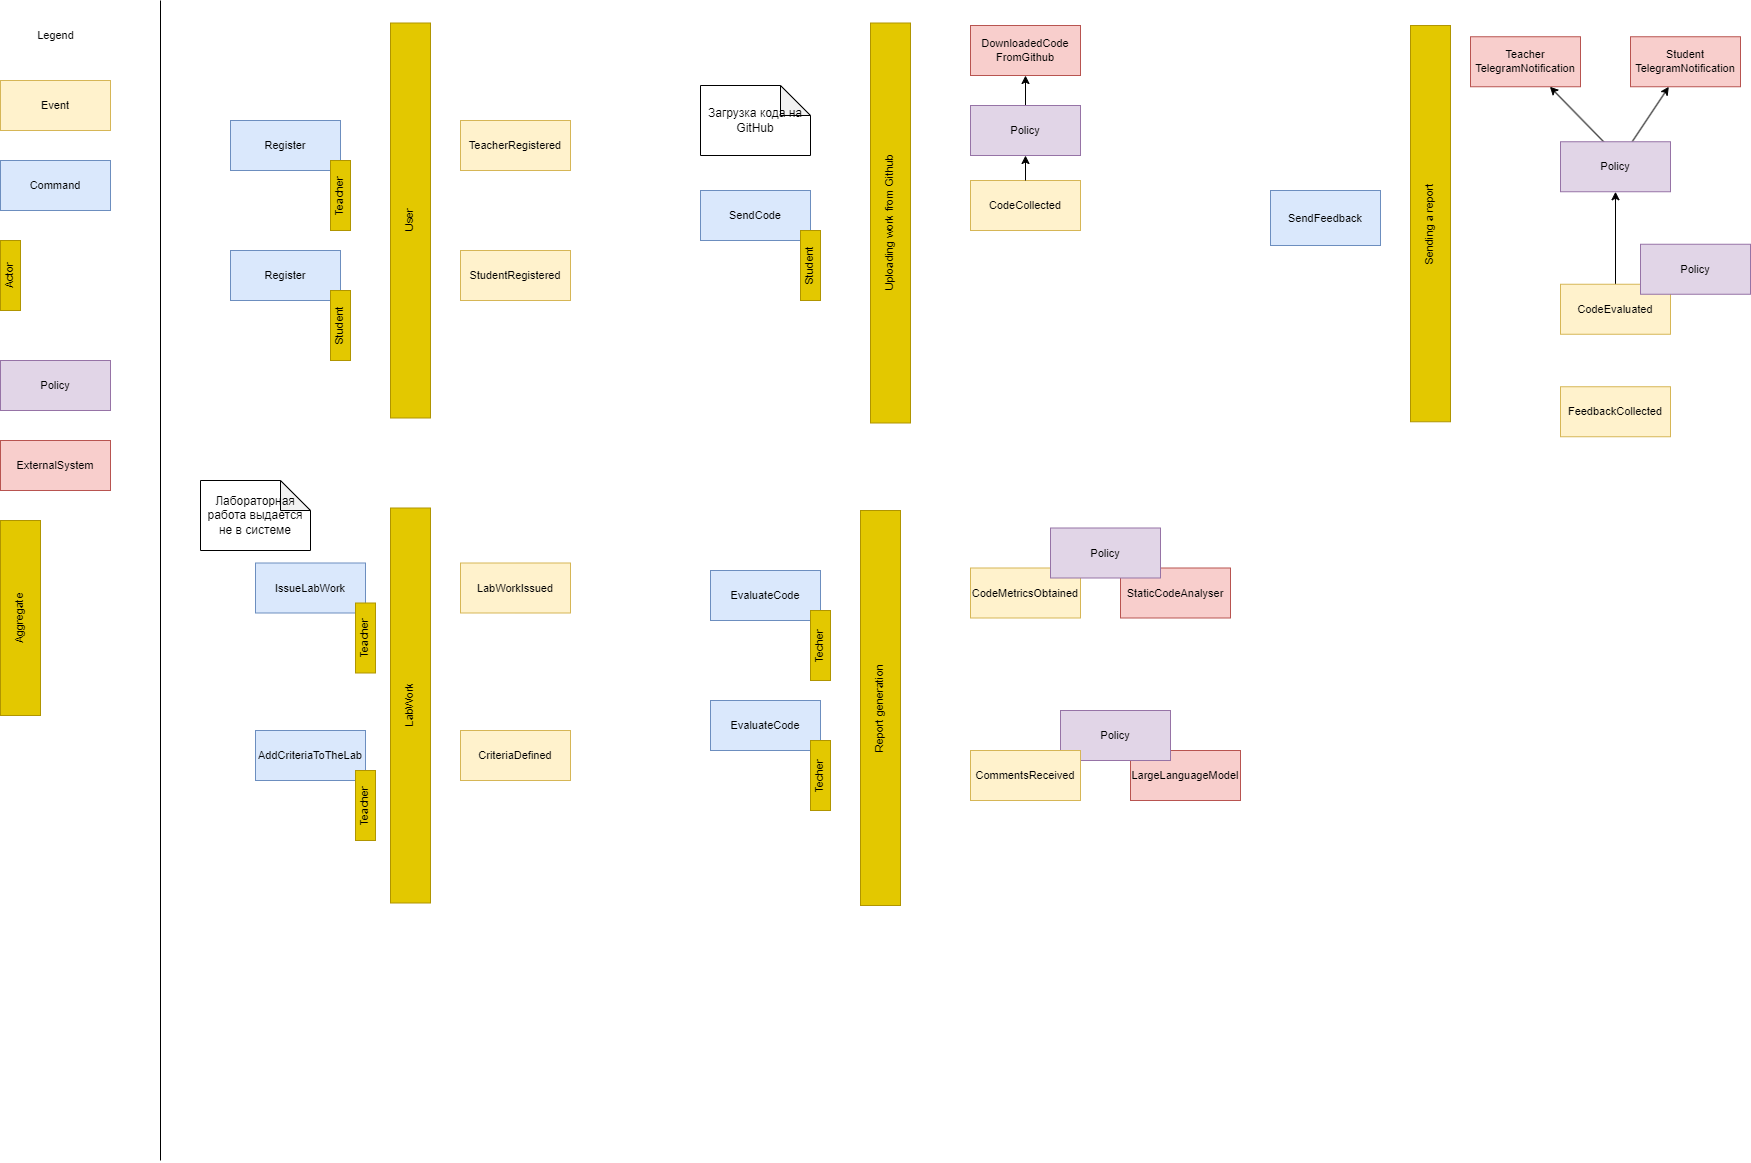 Legend
Event
Command
Actor
Policy
ExternalSystem
Aggregate
Register
Teacher
Register
Student
User
TeacherRegistered
StudentRegistered
Лабораторная
работа выдается
не в системе
IssueLabWork
Teacher
AddCriteriaToTheLab
Teacher
LabWork
LabWorkIssued
CriteriaDefined
Загрузка кода на
GitHub
SendCode
Student
Uploading work from Github
DownloadedCode
FromGithub
Policy
CodeCollected
EvaluateCode
Techer
EvaluateCode
Techer
Report generation
Policy
CodeMetricsObtained
StaticCodeAnalyser
Policy
CommentsReceived
LargeLanguageModel
SendFeedback
Sending a report
Teacher
TelegramNotification
Student
TelegramNotification
Policy
Policy
CodeEvaluated
FeedbackCollected